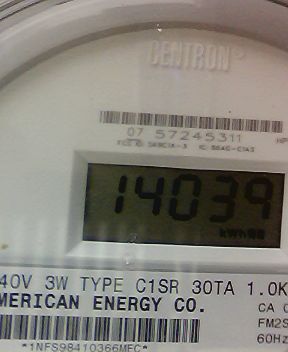 CENTRON®
07 57245311
14039
kWh
40V 3W TYPE C1SR 30TA 1.0K
MERICAN ENERGY CO.
CA 0
FM2S
60Hz
*1NFS98410366MEC*